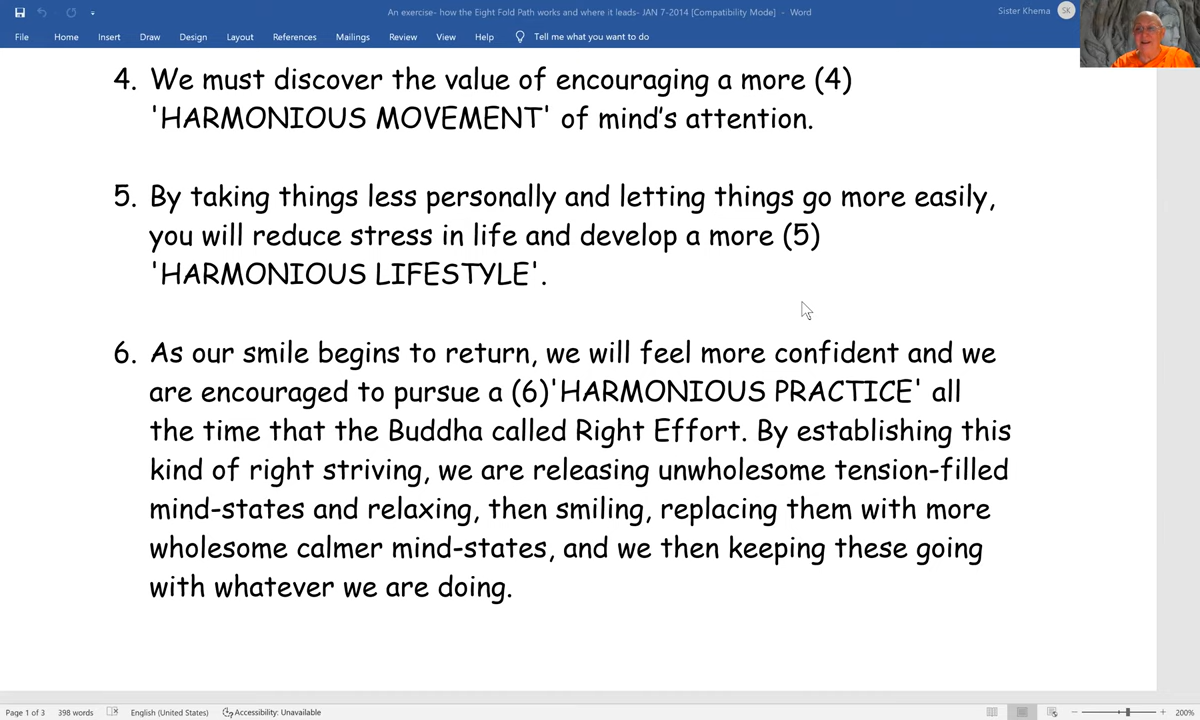 An exercise- how the Eight Fold Path works and where it leads- JAN 7-2014 [Compatibility Mode] - Word
Sister Khema SK
File Home Insert Draw Design Layout References Mailings Review View Help Tell me what you want to do
4. We must discover the value of encouraging a more (4)
'HARMONIOUS MOVEMENT' of mind’s attention.
5. By taking things less personally and letting things go more easily,
you will reduce stress in life and develop a more (5)
'HARMONIOUS LIFESTYLE'.
6. As our smile begins to return, we will feel more confident and we
are encouraged to pursue a (6)'HARMONIOUS PRACTICE' all
the time that the Buddha called Right Effort. By establishing this
kind of right striving, we are releasing unwholesome tension-filled
mind-states and relaxing, then smiling, replacing them with more
wholesome calmer mind-states, and we then keeping these going
with whatever we are doing.
Page 1 of 3 398 words English (United States) Accessibility: Unavailable 200%